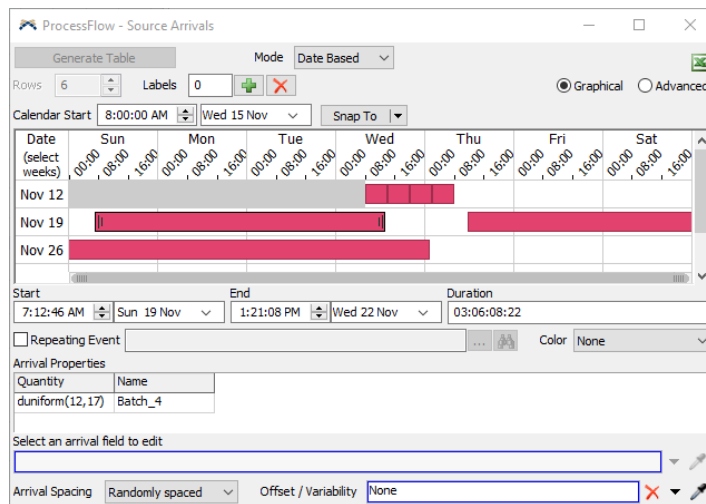 ProcessFlow - Source Arrivals
Generate Table Mode Date Based
Rows 6 Labels 0 Graphical Advanced
Calendar Start 8:00:00 AM Wed 15 Nov Snap To
Date Sun Mon Tue Wed Thu Fri Sat
(select weeks) 00:00 08:00 16:00 00:00 08:00 16:00 00:00 08:00 16:00 00:00 08:00 16:00 00:00 08:00 16:00 00:00 08:00 16:00 00:00 08:00 16:00
Nov 12
Nov 19
Nov 26
Start End Duration
7:12:46 AM Sun 19 Nov 1:21:08 PM Wed 22 Nov 03:06:08:22
Repeating Event ... Color None
Arrival Properties
Quantity Name
duniform(12,17) Batch_4
Select an arrival field to edit
Arrival Spacing Randomly spaced Offset / Variability None